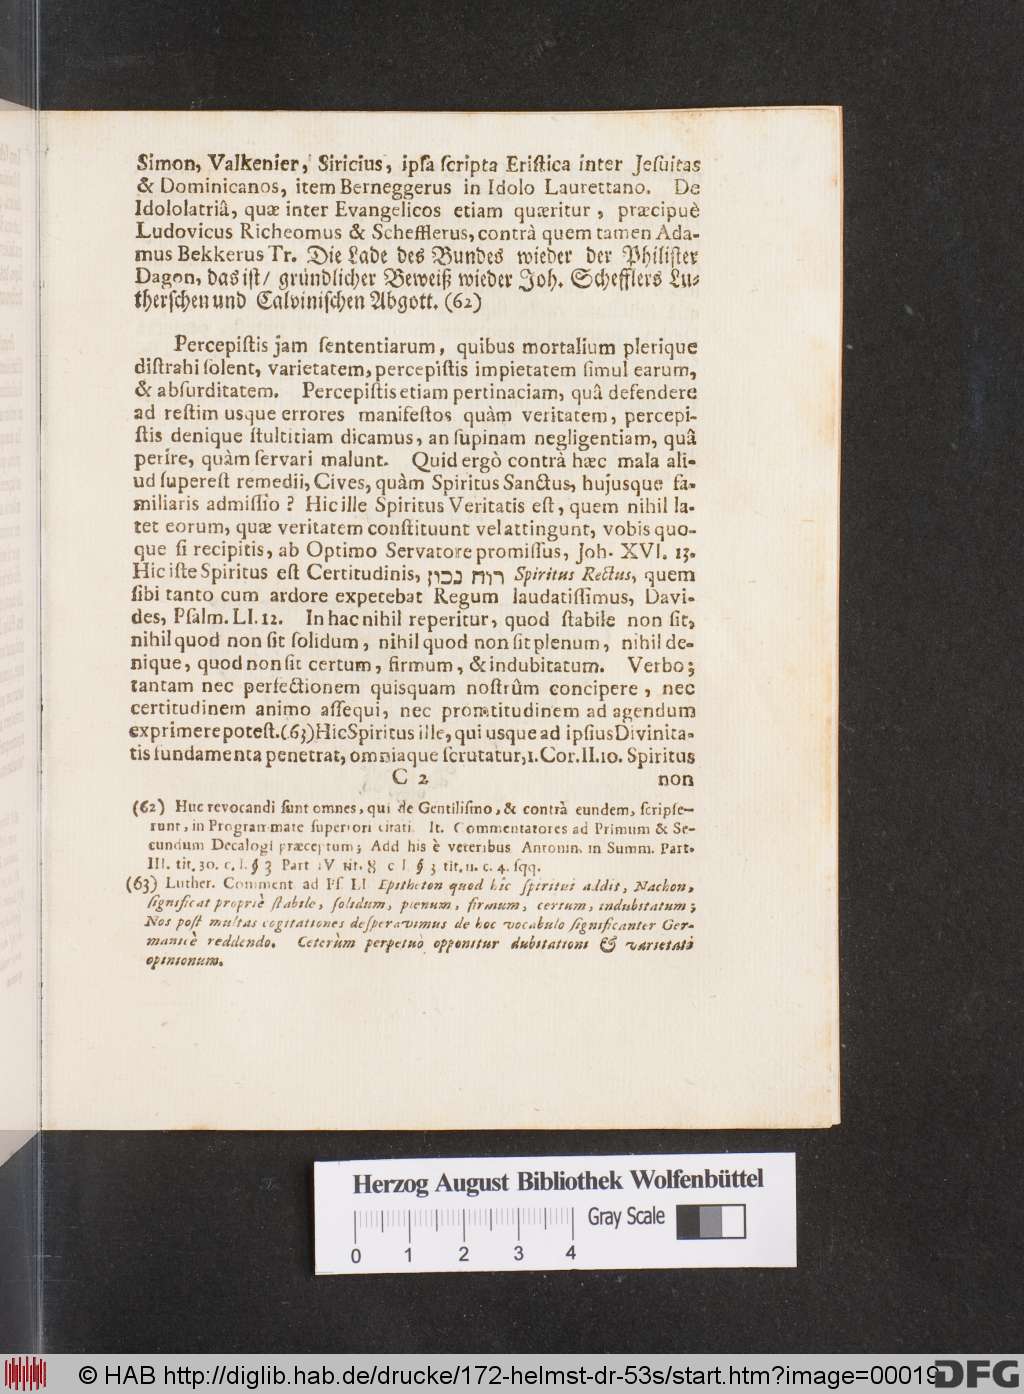 Simon, Valkenier, Siricius, ipſa ſcripta Eriſtica inter Jeſuitas
& Dominicanos, item Berneggerus in Idolo Laurettano. De
Idololatriâ, quæ inter Evangelicos etiam quæritur, præcipuè
Ludovicus Richeomus & Schefflerus, contrà quem tamen Ada-
mus Bekkerus Tr. Die Lade des Bundes wieder der Philiſter
Dagon, das iſt/ gründlicher Beweiß wieder Joh. Schefflers Lu-
therſchen und Calviniſchen Abgott. (62)
Percepiſtis jam ſententiarum, quibus mortalium plerique
diſtrahi ſolent, varietatem, percepiſtis impietatem ſimul earum,
& abſurditatem. Percepiſtis etiam pertinaciam, quâ defendere
ad reſtim usque errores manifeſtos quàm veritatem, percepi-
ſtis denique ſtultitiam dicamus, an ſupinam negligentiam, quâ
perire, quàm ſervari malunt. Quid ergò contrà hæc mala ali-
ud ſupereſt remedii, Cives, quàm Spiritus Sanctus, hujusque fa-
miliaris admiſſio? Hic ille Spiritus Veritatis eſt, quem nihil la-
tet eorum, quæ veritatem conſtituunt vel attingunt, vobis quo-
que ſi recipitis, ab Optimo Servatore promiſſus, Joh. XVI. 13.
Hic iſte Spiritus eſt Certitudinis, רוח נכון Spiritus Rectus, quem
ſibi tanto cum ardore expetebat Regum laudatiſſimus, Davi-
des, Pſalm. LI. 12. In hac nihil reperitur, quod ſtabile non ſit,
nihil quod non ſit ſolidum, nihil quod non ſit plenum, nihil de-
nique, quod non ſit certum, firmum, & indubitatum. Verbo;
tantam nec perfectionem quisquam noſtrûm concipere, nec
certitudinem animo aſſequi, nec promtitudinem ad agendum
exprimere poteſt. (63) Hic Spiritus ille, qui usque ad ipſius Divinita-
tis fundamenta penetrat, omniaque ſcrutatur, 1. Cor. II. 10. Spiritus
C 2 non
(62) Huc revocandi ſunt omnes, qui de Gentiliſmo, & contrà eundem, ſcripſe-
runt, in Programmate ſuperiori citati. It. Commentatores ad Primum & Se-
cundum Decalogi præceptum; Add his è veteribus Antonin. in Summ. Part.
III. tit. 30. c. I. § 3 Part IV tit. 8 c I § 3 tit. 11. c. 4. ſqq.
(63) Luther. Comment ad Pſ LI Epitheton quod hîc ſpiritui addit, Nachon,
ſignificat propriè ſtabile, ſolidum, plenum, firmum, certum, indubitatum;
Nos poſt multas cogitationes deſperavimus de hoc vocabulo ſignificanter Ger-
manicè reddendo. Ceterùm perpetuò opponitur dubitationi & varietati
opinionum.
Herzog August Bibliothek Wolfenbüttel
Gray Scale
0 1 2 3 4
© HAB http://diglib.hab.de/drucke/172-helmst-dr-53s/start.htm?image=00019
DFG